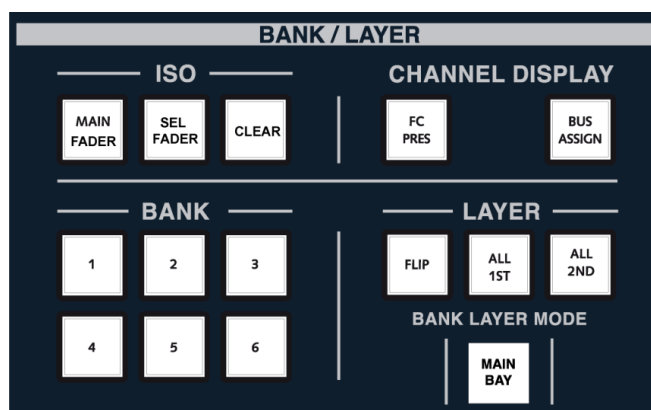 BANK / LAYER
ISO
MAIN
FADER
SEL
FADER
CLEAR
CHANNEL DISPLAY
FC
PRES
BUS
ASSIGN
BANK
1
2
3
4
5
6
LAYER
FLIP
ALL
1ST
ALL
2ND
BANK LAYER MODE
MAIN
BAY